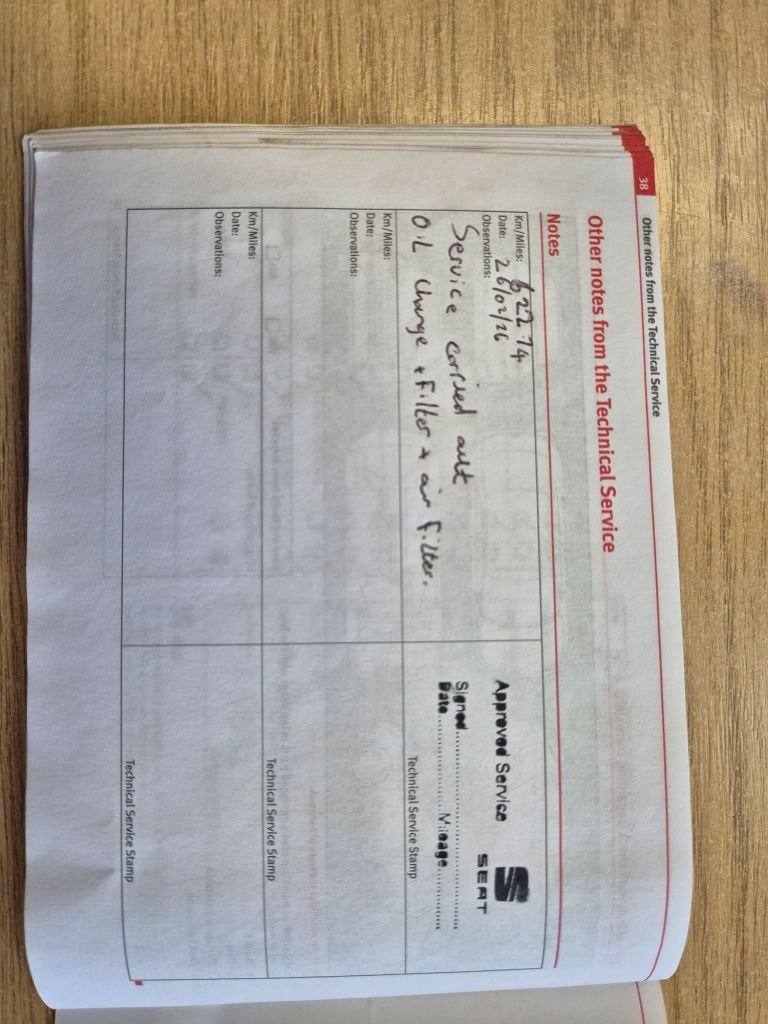 38
Other notes from the Technical Service
Other notes from the Technical Service
Notes
Km/Miles: 62274.
Date: 26/02/26
Observations:
Service carried out
OiL Change + filter + air filter.
Approved Service
SEAT
Signed
Date Mileage
Technical Service Stamp
Km/Miles:
Date:
Observations:
Technical Service Stamp
Km/Miles:
Date:
Observations:
Technical Service Stamp